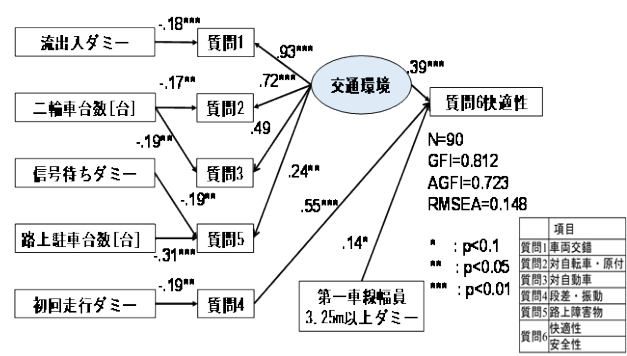 流出入ダミー
-.18***
質問1
.93***
交通環境
.39***
質問6快適性
二輪車台数[台]
-.17**
質問2
.72***
-.19**
質問3
.49
信号待ちダミー
-.19**
路上駐車台数[台]
-.31***
質問5
.24**
初回走行ダミー
-.19**
質問4
.55***
.14*
第一車線幅員
3.25m以上ダミー
N=90
GFI=0.812
AGFI=0.723
RMSEA=0.148
* : p<0.1
** : p<0.05
*** : p<0.01
項目
質問1 車両交錯
質問2 対自転車・原付
質問3 対自動車
質問4 段差・振動
質問5 路上障害物
質問6 快適性
安全性